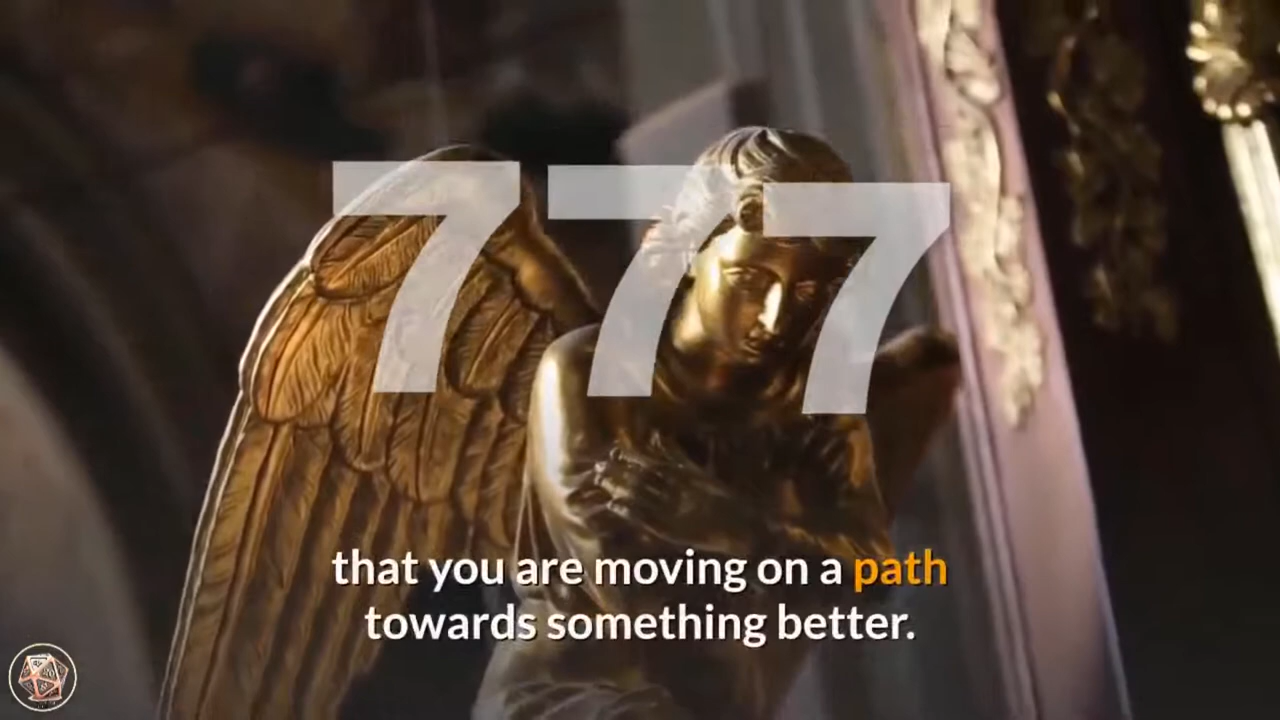 777
that you are moving on a path
towards something better.